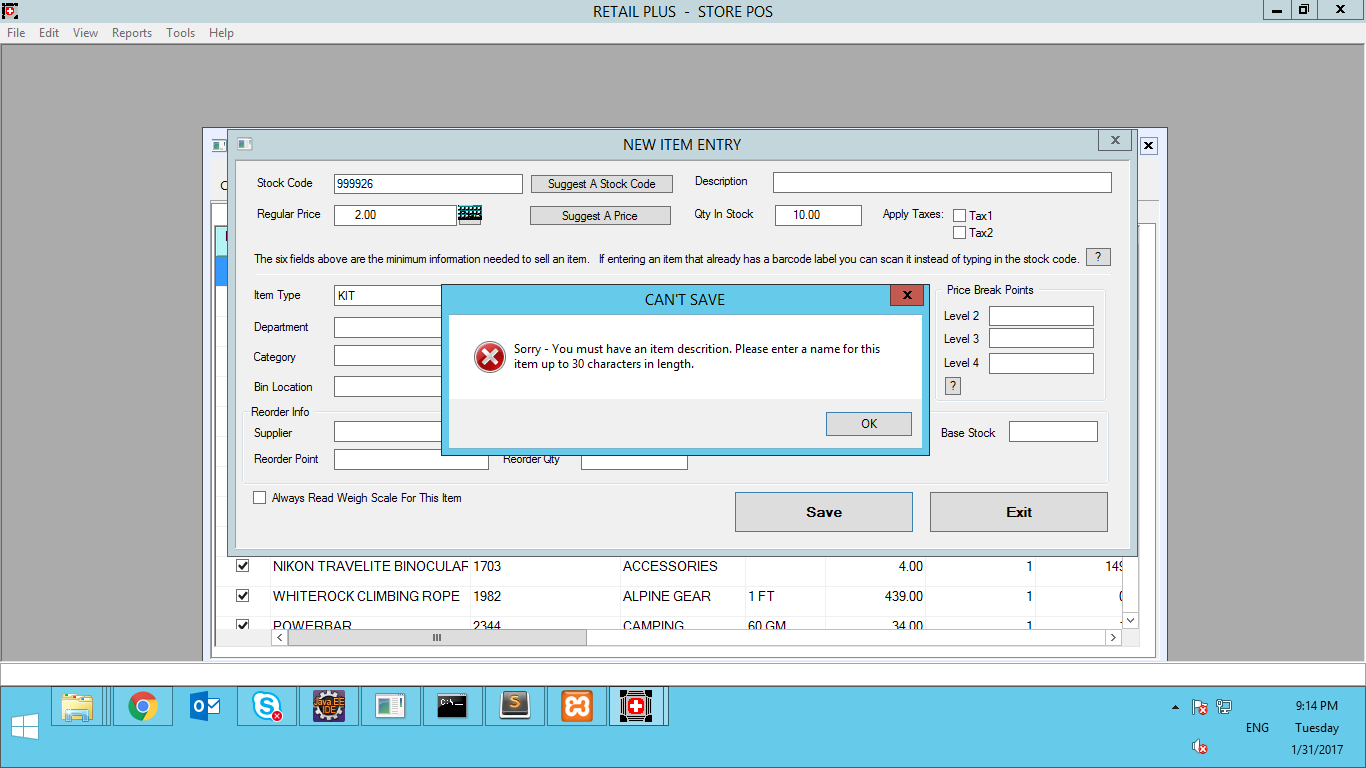 RETAIL PLUS - STORE POS
File Edit View Reports Tools Help
NEW ITEM ENTRY
Stock Code 999926 Suggest A Stock Code Description
Regular Price 2.00 Suggest A Price Qty In Stock 10.00 Apply Taxes: Tax1
Tax2
The six fields above are the minimum information needed to sell an item. If entering an item that already has a barcode label you can scan it instead of typing in the stock code. ?
Item Type KIT
Department
Category
Bin Location
Price Break Points
Level 2
Level 3
Level 4
?
CAN'T SAVE
Sorry - You must have an item descrition. Please enter a name for this
item up to 30 characters in length.
OK
Reorder Info
Supplier
Base Stock
Reorder Point Reorder Qty
Always Read Weigh Scale For This Item
Save Exit
NIKON TRAVELITE BINOCULAR 1703 ACCESSORIES 4.00 1 149
WHITEROCK CLIMBING ROPE 1982 ALPINE GEAR 1 FT 439.00 1
POWERBAR 2344 CAMPING 60 GM 34.00 1
Java EE
IDE
C:\
S
9:14 PM
ENG Tuesday
1/31/2017